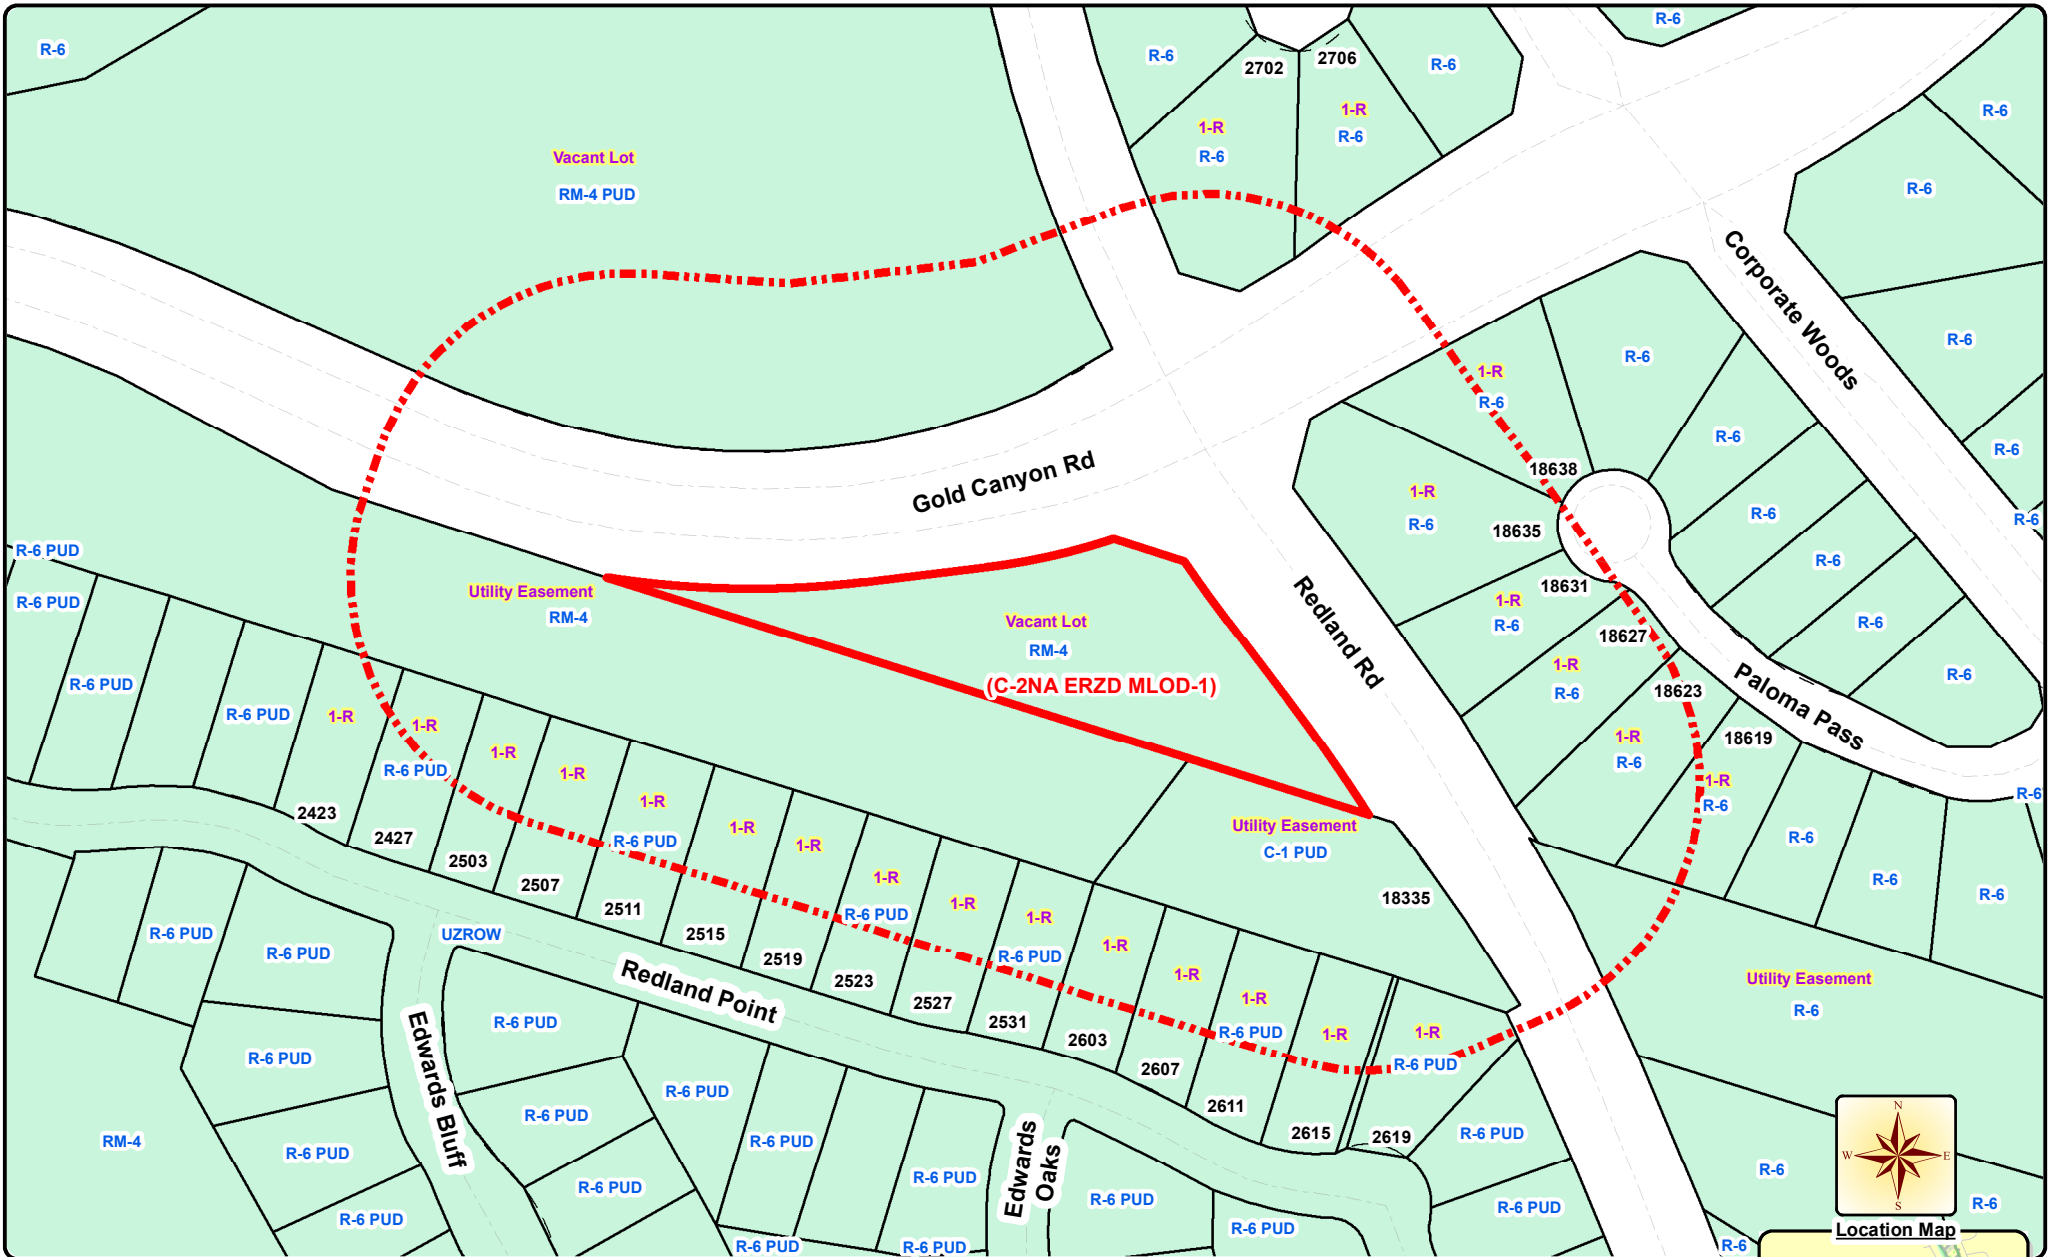 R-6
R-6
2702
2706
R-6
R-6
1-R
R-6
1-R
R-6
R-6
R-6
Vacant Lot
RM-4 PUD
Corporate Woods
R-6
R-6
R-6
R-6
1-R
R-6
R-6
R-6
R-6
R-6
R-6
R-6
18638
1-R
R-6
18635
18631
1-R
R-6
18627
1-R
R-6
18623
1-R
R-6
18619
1-R
R-6
Paloma Pass
R-6
R-6
R-6
R-6
Gold Canyon Rd
Redland Rd
R-6 PUD
R-6 PUD
R-6 PUD
R-6 PUD
Utility Easement
RM-4
Vacant Lot
RM-4
(C-2NA ERZD MLOD-1)
Utility Easement
C-1 PUD
18335
1-R
1-R
R-6 PUD
1-R
1-R
1-R
R-6 PUD
1-R
1-R
1-R
R-6 PUD
1-R
1-R
R-6 PUD
1-R
1-R
1-R
R-6 PUD
1-R
1-R
R-6 PUD
2423
2427
2503
2507
2511
2515
2519
2523
2527
2531
2603
2607
2611
2615
2619
UZROW
Redland Point
Edwards Bluff
Edwards
Oaks
R-6 PUD
R-6 PUD
R-6 PUD
R-6 PUD
R-6 PUD
RM-4
R-6 PUD
R-6 PUD
R-6 PUD
R-6 PUD
R-6 PUD
R-6 PUD
R-6 PUD
R-6 PUD
R-6 PUD
R-6 PUD
R-6 PUD
R-6 PUD
R-6 PUD
Utility Easement
R-6
R-6
R-6
R-6
N
W
E
S
Location Map